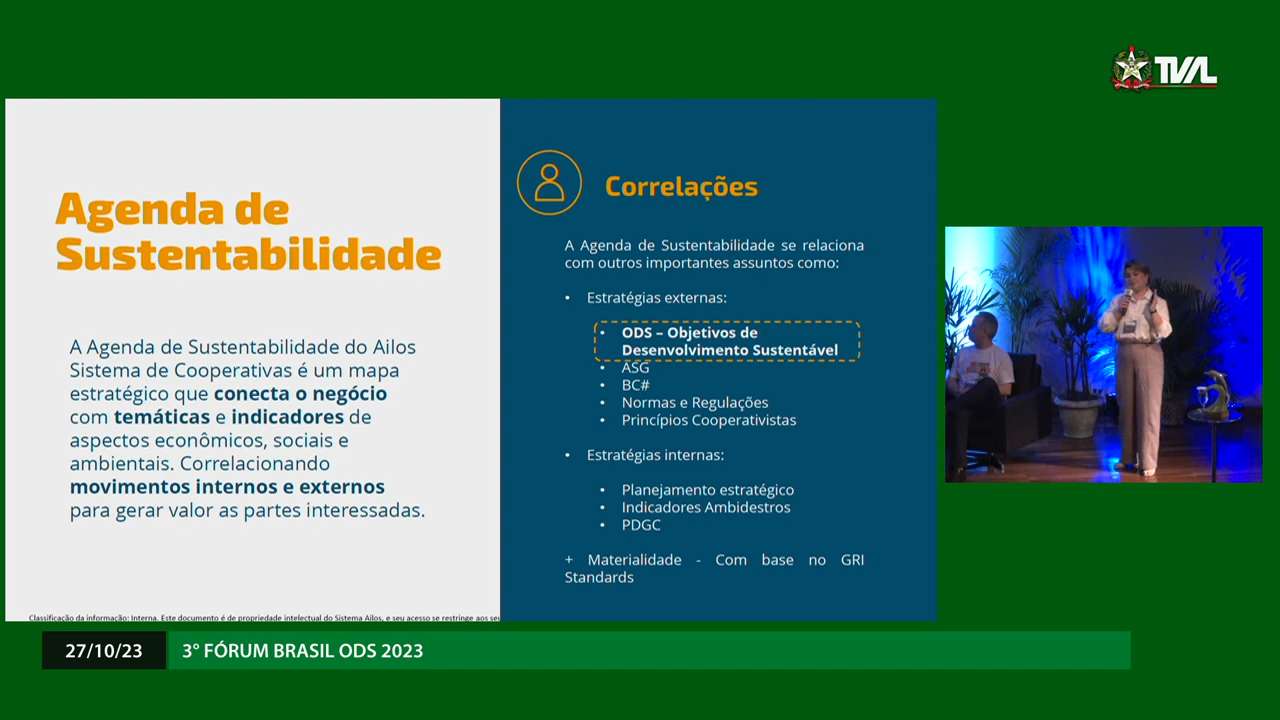 TVAL
Agenda de
Sustentabilidade
A Agenda de Sustentabilidade do Ailos
Sistema de Cooperativas é um mapa
estratégico que conecta o negócio
com temáticas e indicadores de
aspectos econômicos, sociais e
ambientais. Correlacionando
movimentos internos e externos
para gerar valor as partes interessadas.
Classificação da informação: Interna. Este documento é de propriedade intelectual do Sistema Ailos, e seu acesso se restringe aos seu
Correlações
A Agenda de Sustentabilidade se relaciona
com outros importantes assuntos como:
• Estratégias externas:
• ODS – Objetivos de
Desenvolvimento Sustentável
• ASG
• BC#
• Normas e Regulações
• Princípios Cooperativistas
• Estratégias internas:
• Planejamento estratégico
• Indicadores Ambidestros
• PDGC
+ Materialidade - Com base no GRI
Standards
27/10/23
3° FÓRUM BRASIL ODS 2023